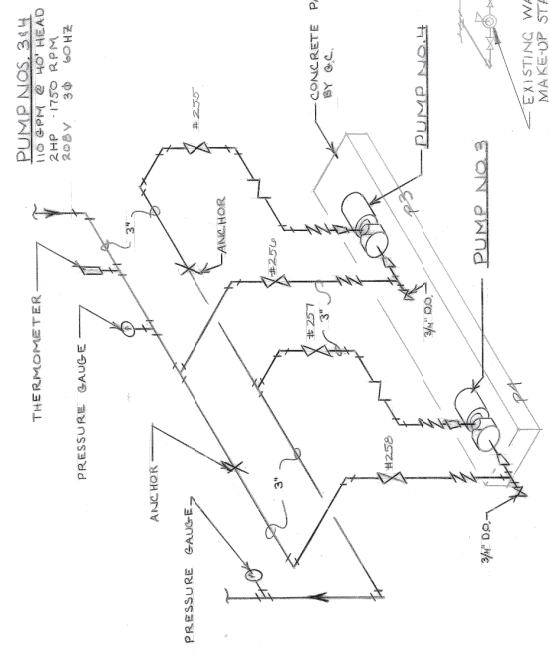 PUMP NOS. 3&4
110 GPM @ 40' HEAD
2HP - 1750 RPM
208V 3Φ 60HZ
THERMOMETER
PRESSURE GAUGE
ANCHOR
PRESSURE GAUGE
3"
3"
3"
3"
3"
#255
ANCHOR
#256
#257
#258
CONCRETE PA
BY G.C.
PUMP NO. 4
PUMP NO. 3
P3
P4
3/4" D.O.
3/4" D.O.
EXISTING WA
MAKE-UP STA